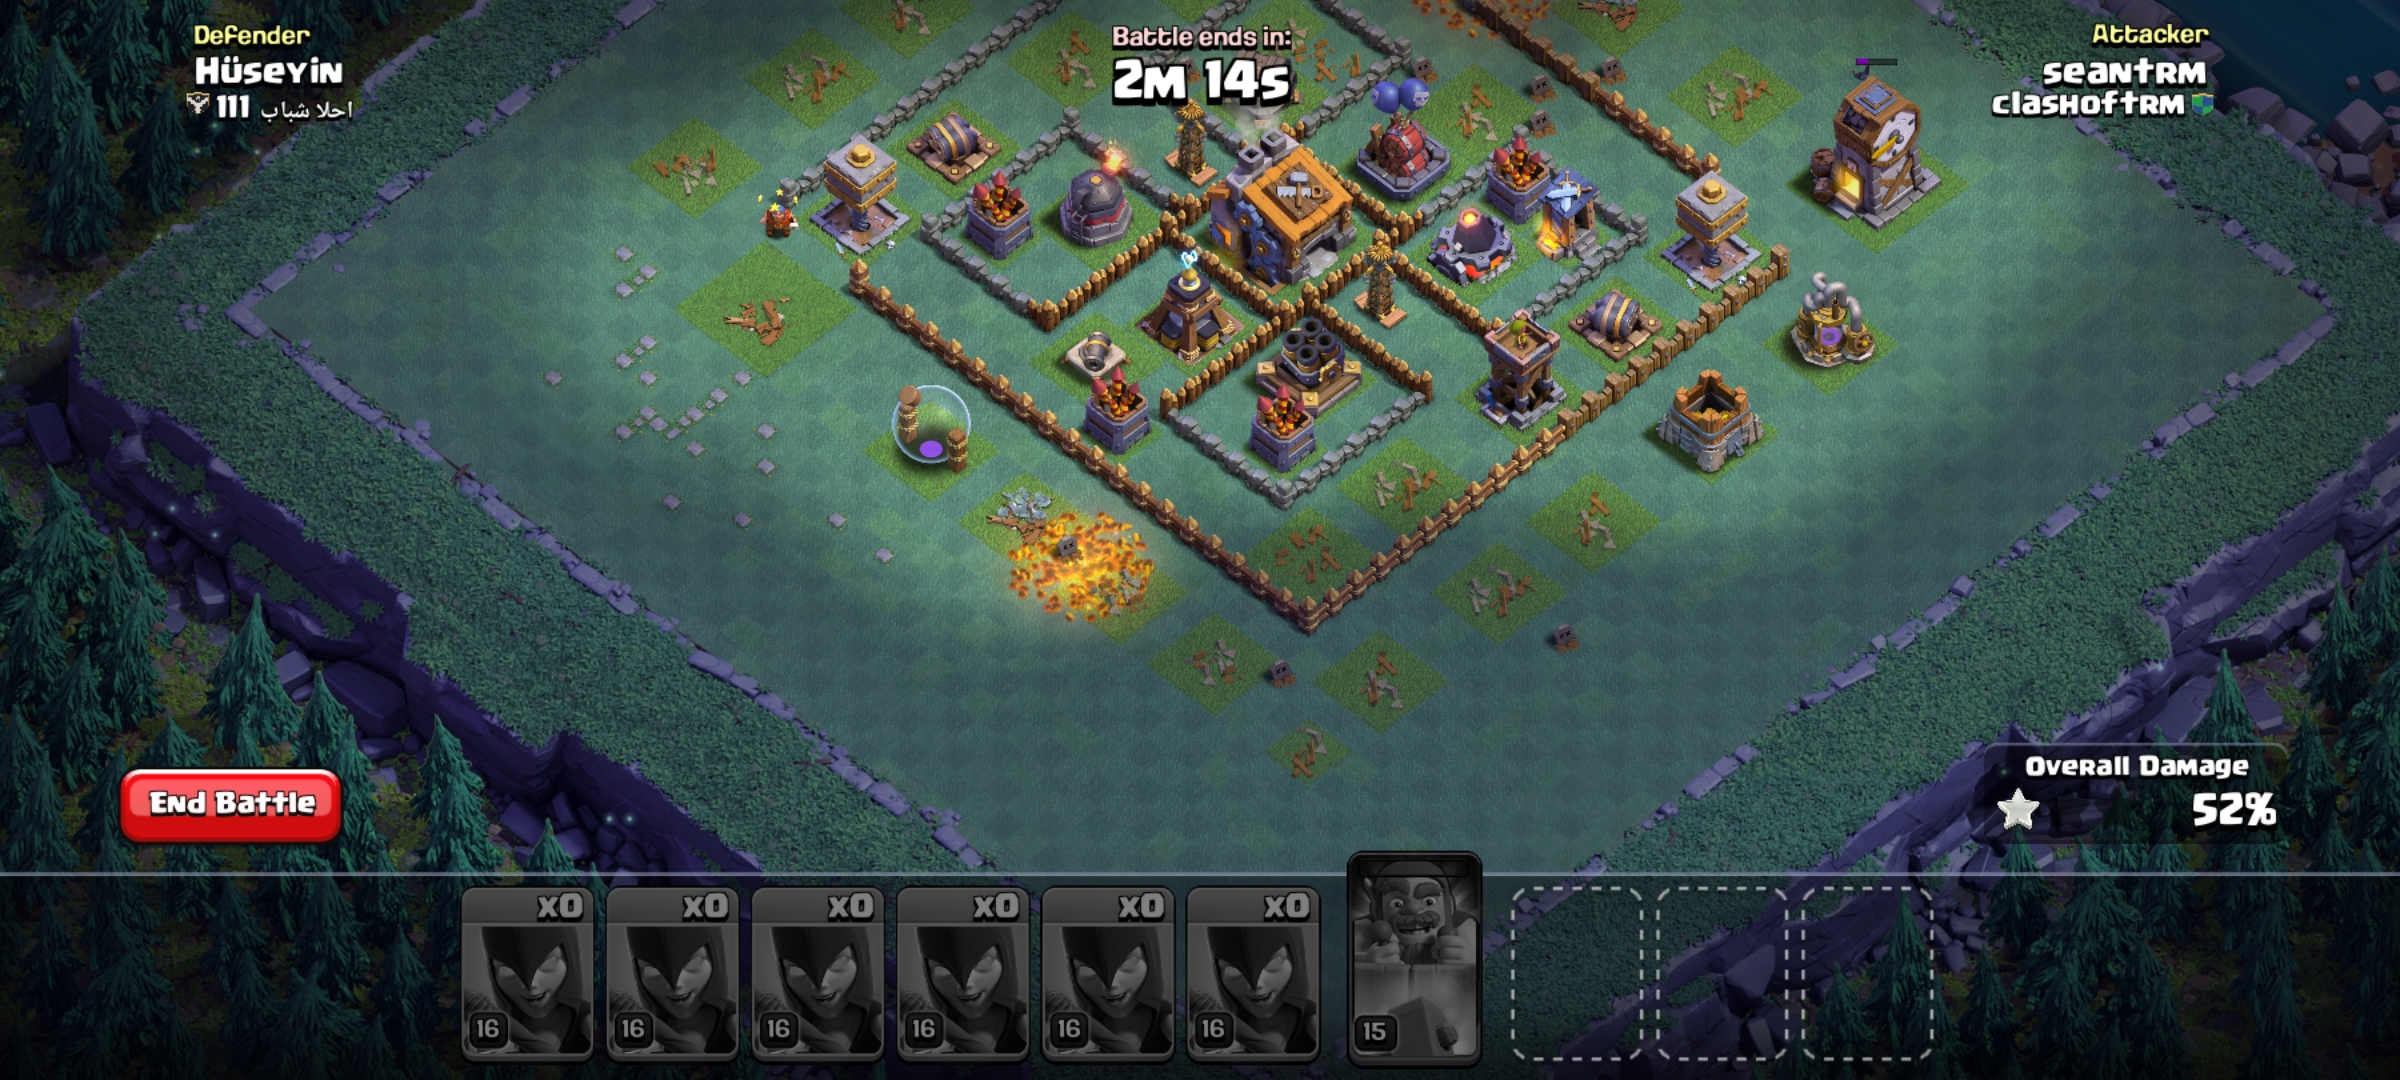 Defender
Hüseyin
111 احلا شباب
Battle ends in:
2M 14s
Attacker
seantRM
clashoftRM
End Battle
Overall Damage
52%
x0
x0
x0
x0
x0
x0
16
16
16
16
16
16
15